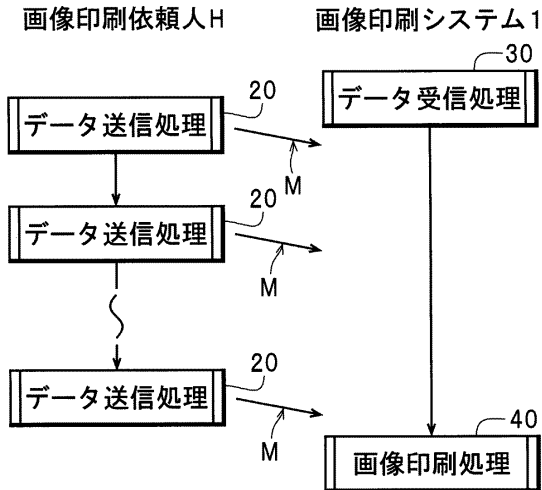 画像印刷依頼人H
画像印刷システム1
30
データ受信処理
20
データ送信処理
M
20
データ送信処理
M
20
データ送信処理
M
40
画像印刷処理